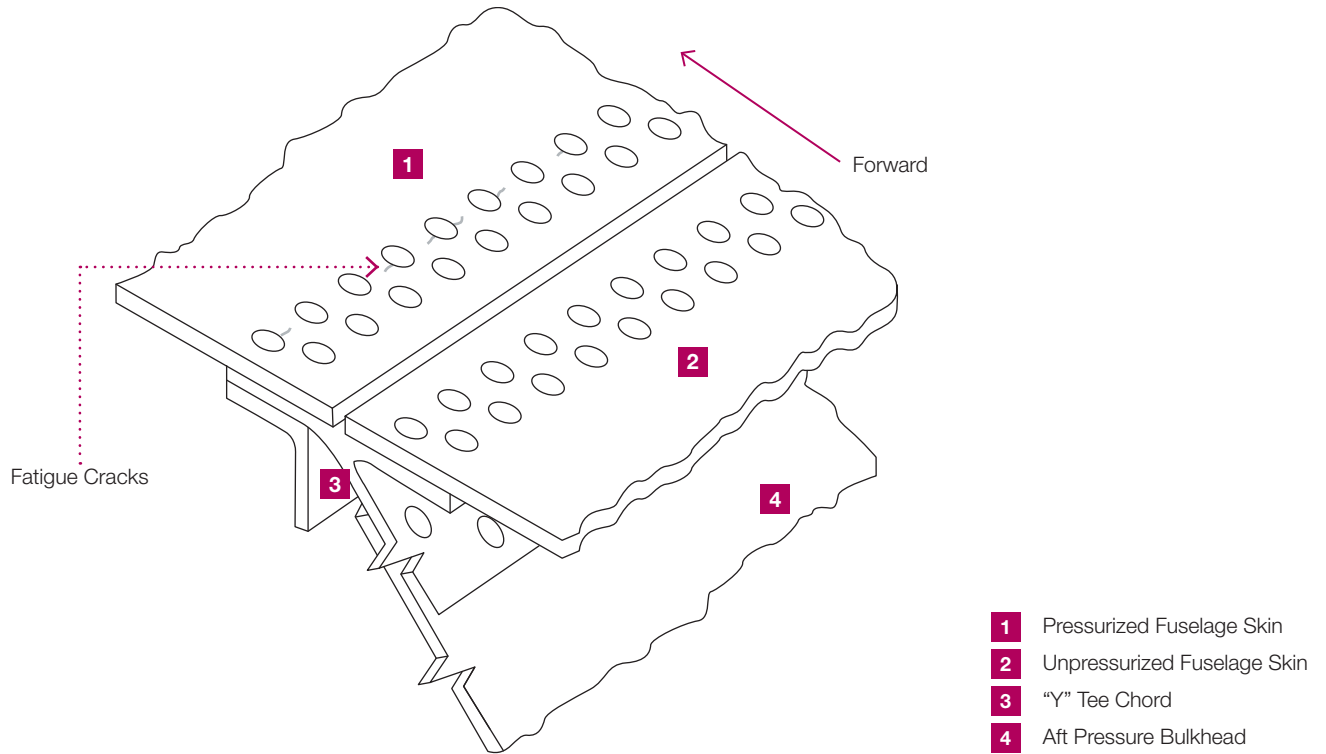 1
Forward
2
Fatigue Cracks
3
4
1 Pressurized Fuselage Skin
2 Unpressurized Fuselage Skin
3 “Y” Tee Chord
4 Aft Pressure Bulkhead